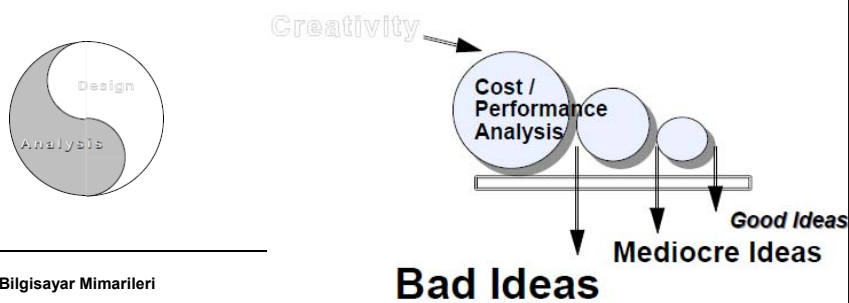 Creativity
Design
Analysis
Cost /
Performance
Analysis
Good Ideas
Mediocre Ideas
Bad Ideas
Bilgisayar Mimarileri